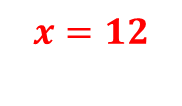 x = 12